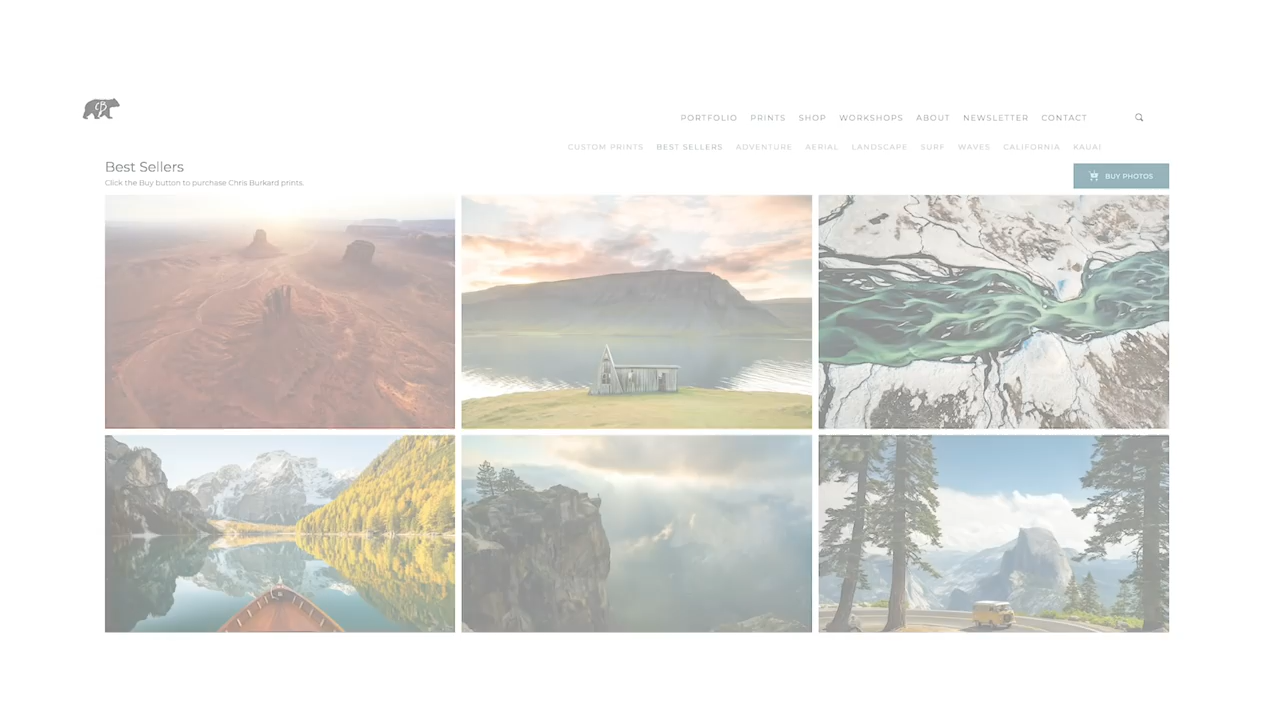 CB
PORTFOLIO PRINTS SHOP WORKSHOPS ABOUT NEWSLETTER CONTACT
CUSTOM PRINTS BEST SELLERS ADVENTURE AERIAL LANDSCAPE SURF WAVES CALIFORNIA KAUAI
Best Sellers
Click the Buy button to purchase Chris Burkard prints.
BUY PHOTOS